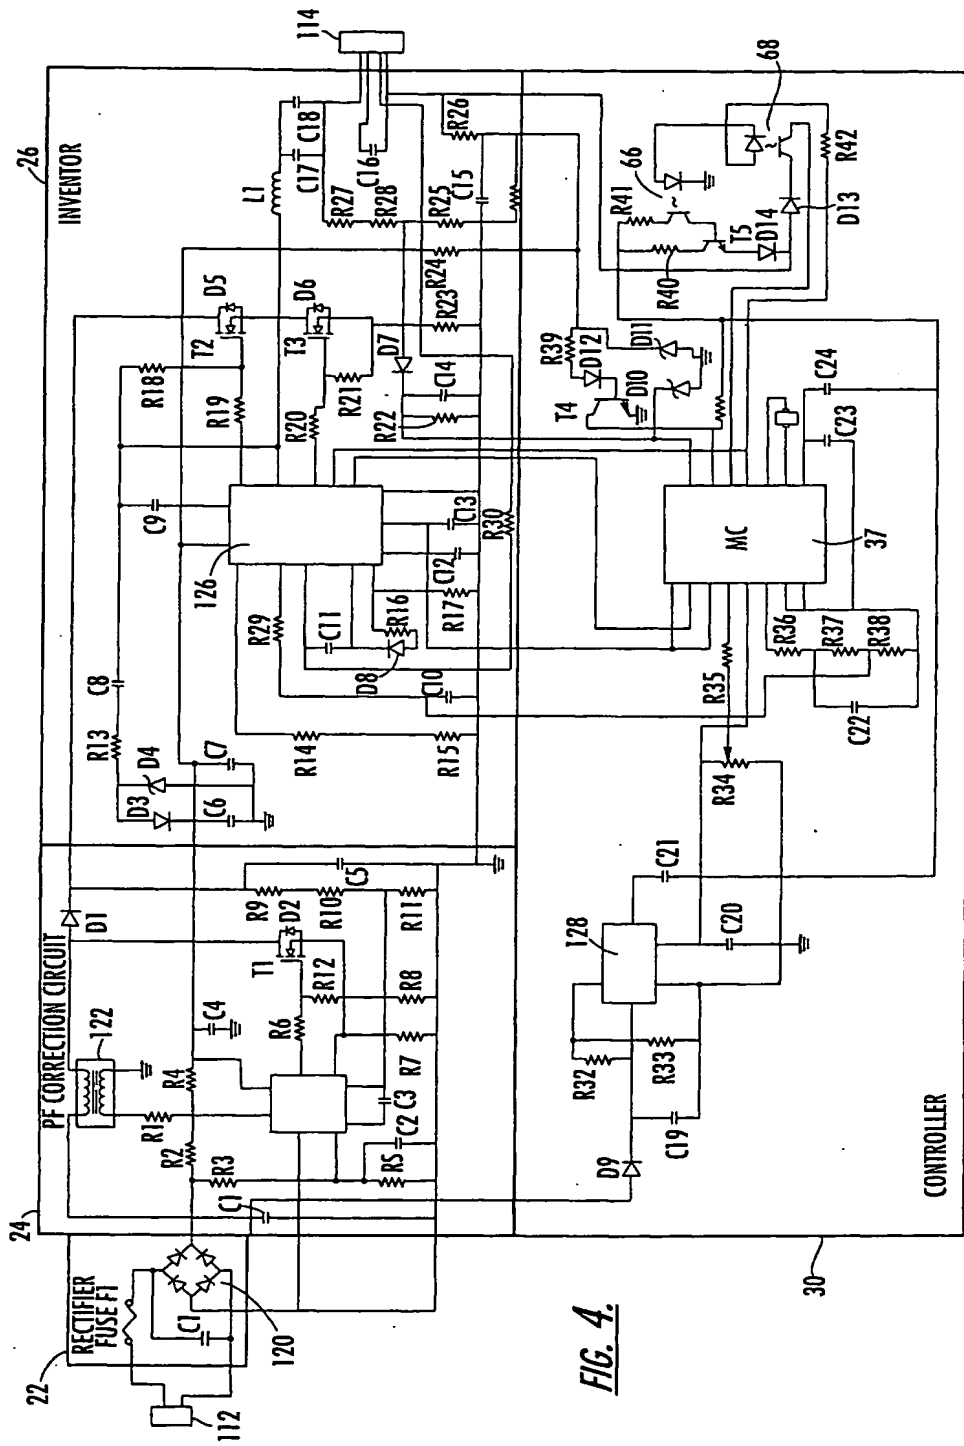 22
RECTIFIER
FUSE F1
C1
120
112
24
PF CORRECTION CIRCUIT
122
D1
R1
R2
R3
R4
C4
C1
R5
C2
C3
R6
T1
D2
R12
R7
R8
R9
R10
R11
C5
26
INVENTOR
D3
D4
R13
C6
C7
C8
C9
126
R14
R15
R29
C10
C11
D8
R16
R17
C12
C13
R30
R18
R19
T2
D5
R20
T3
D6
R21
R22
C14
D7
R23
R24
L1
C17
C18
R27
R28
R25
C16
C15
R26
114
30
CONTROLLER
D9
C19
R32
R33
128
C20
C21
R34
R35
R36
R37
R38
C22
MC
37
C23
C24
T4
R39
D12
D10
D11
R40
R41
66
T5
D14
D13
68
R42
FIG. 4.